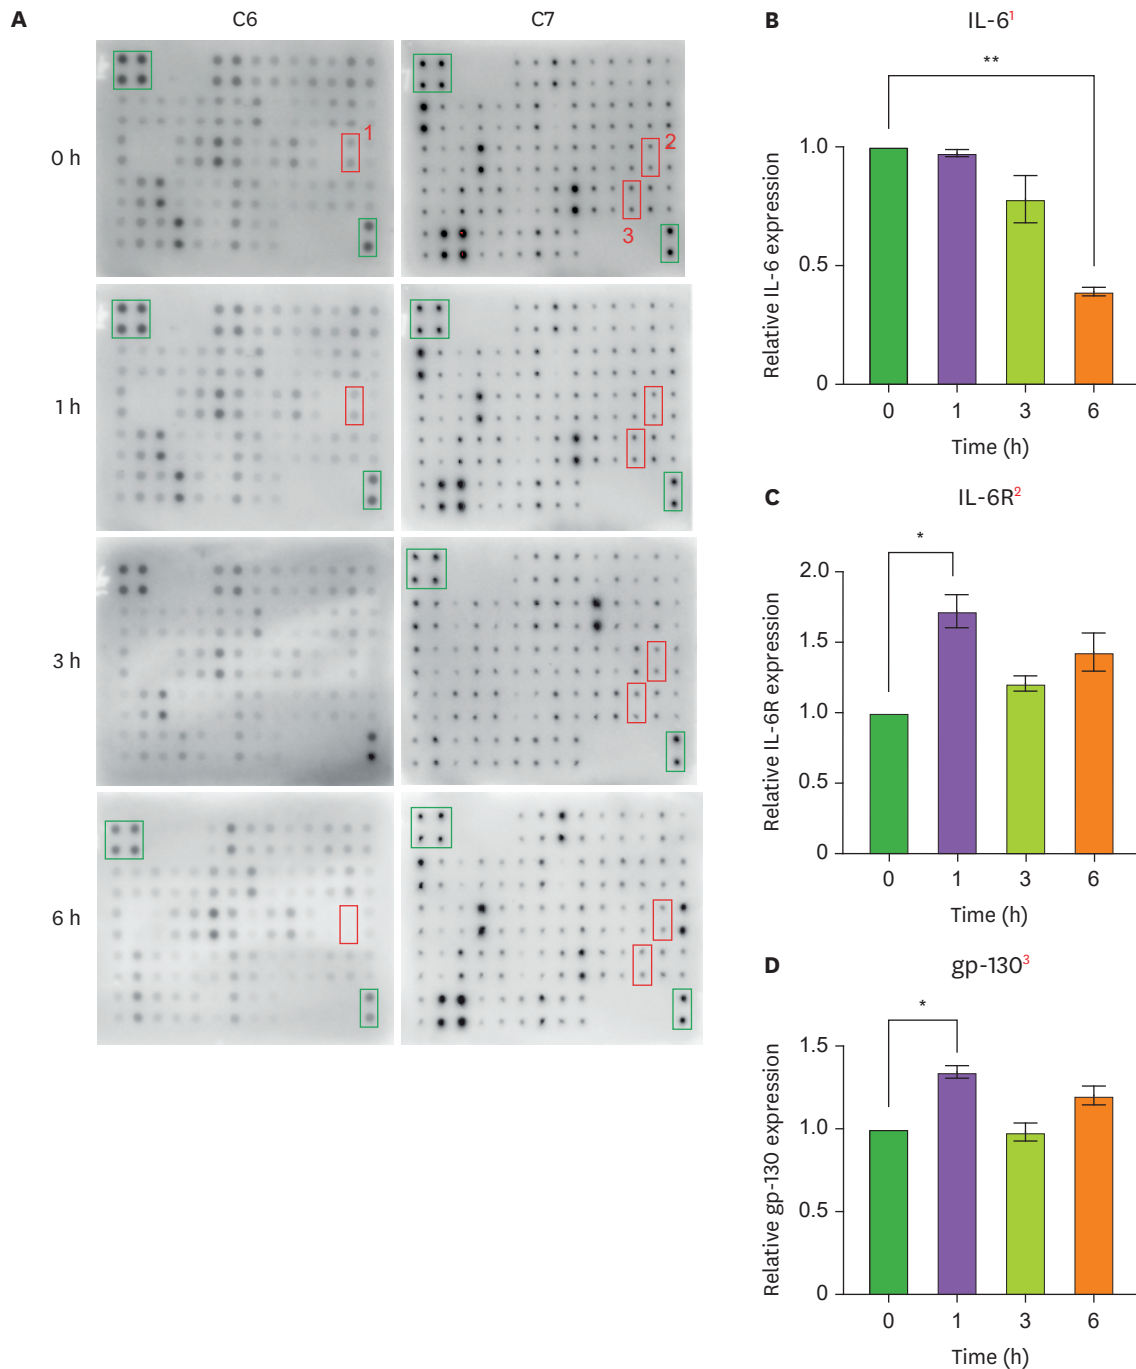 A
C6
C7
0 h
1
2
3
1 h
3 h
6 h
B
IL-6¹
**
Relative IL-6 expression
1.0
0.5
0
0 1 3 6
Time (h)
C
IL-6R²
*
Relative IL-6R expression
2.0
1.5
1.0
0.5
0
0 1 3 6
Time (h)
D
gp-130³
*
Relative gp-130 expression
1.5
1.0
0.5
0
0 1 3 6
Time (h)